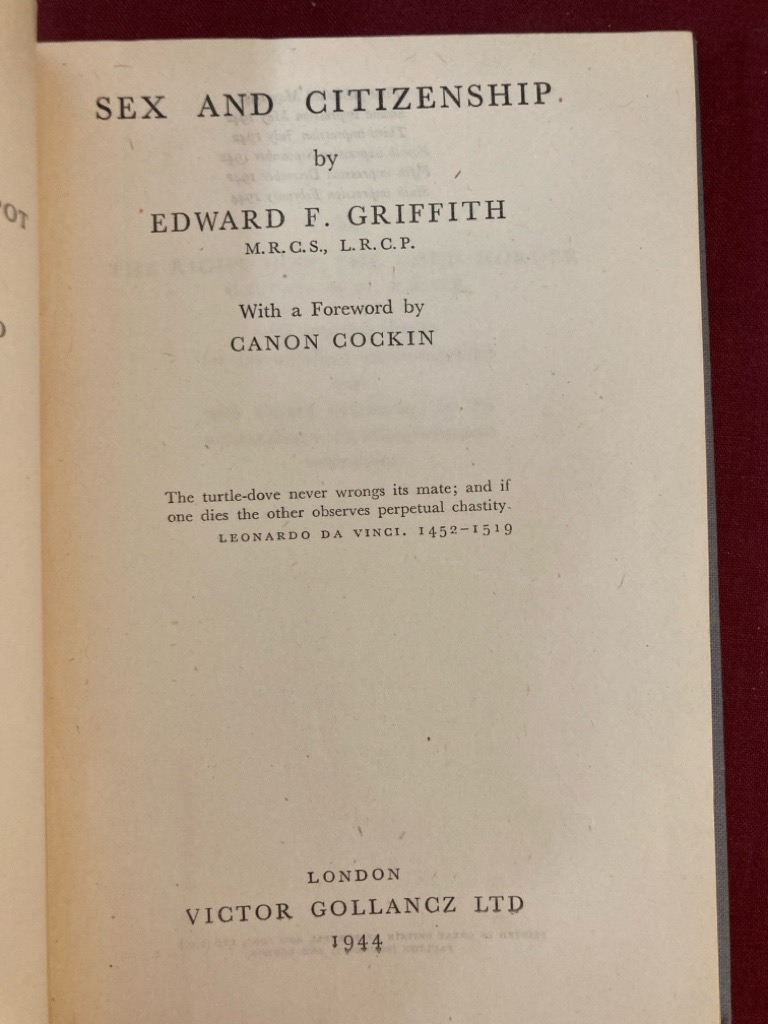 SEX AND CITIZENSHIP
by
EDWARD F. GRIFFITH
M.R.C.S., L.R.C.P.
With a Foreword by
CANON COCKIN
The turtle-dove never wrongs its mate; and if
one dies the other observes perpetual chastity.
LEONARDO DA VINCI. 1452–1519
LONDON
VICTOR GOLLANCZ LTD
1944